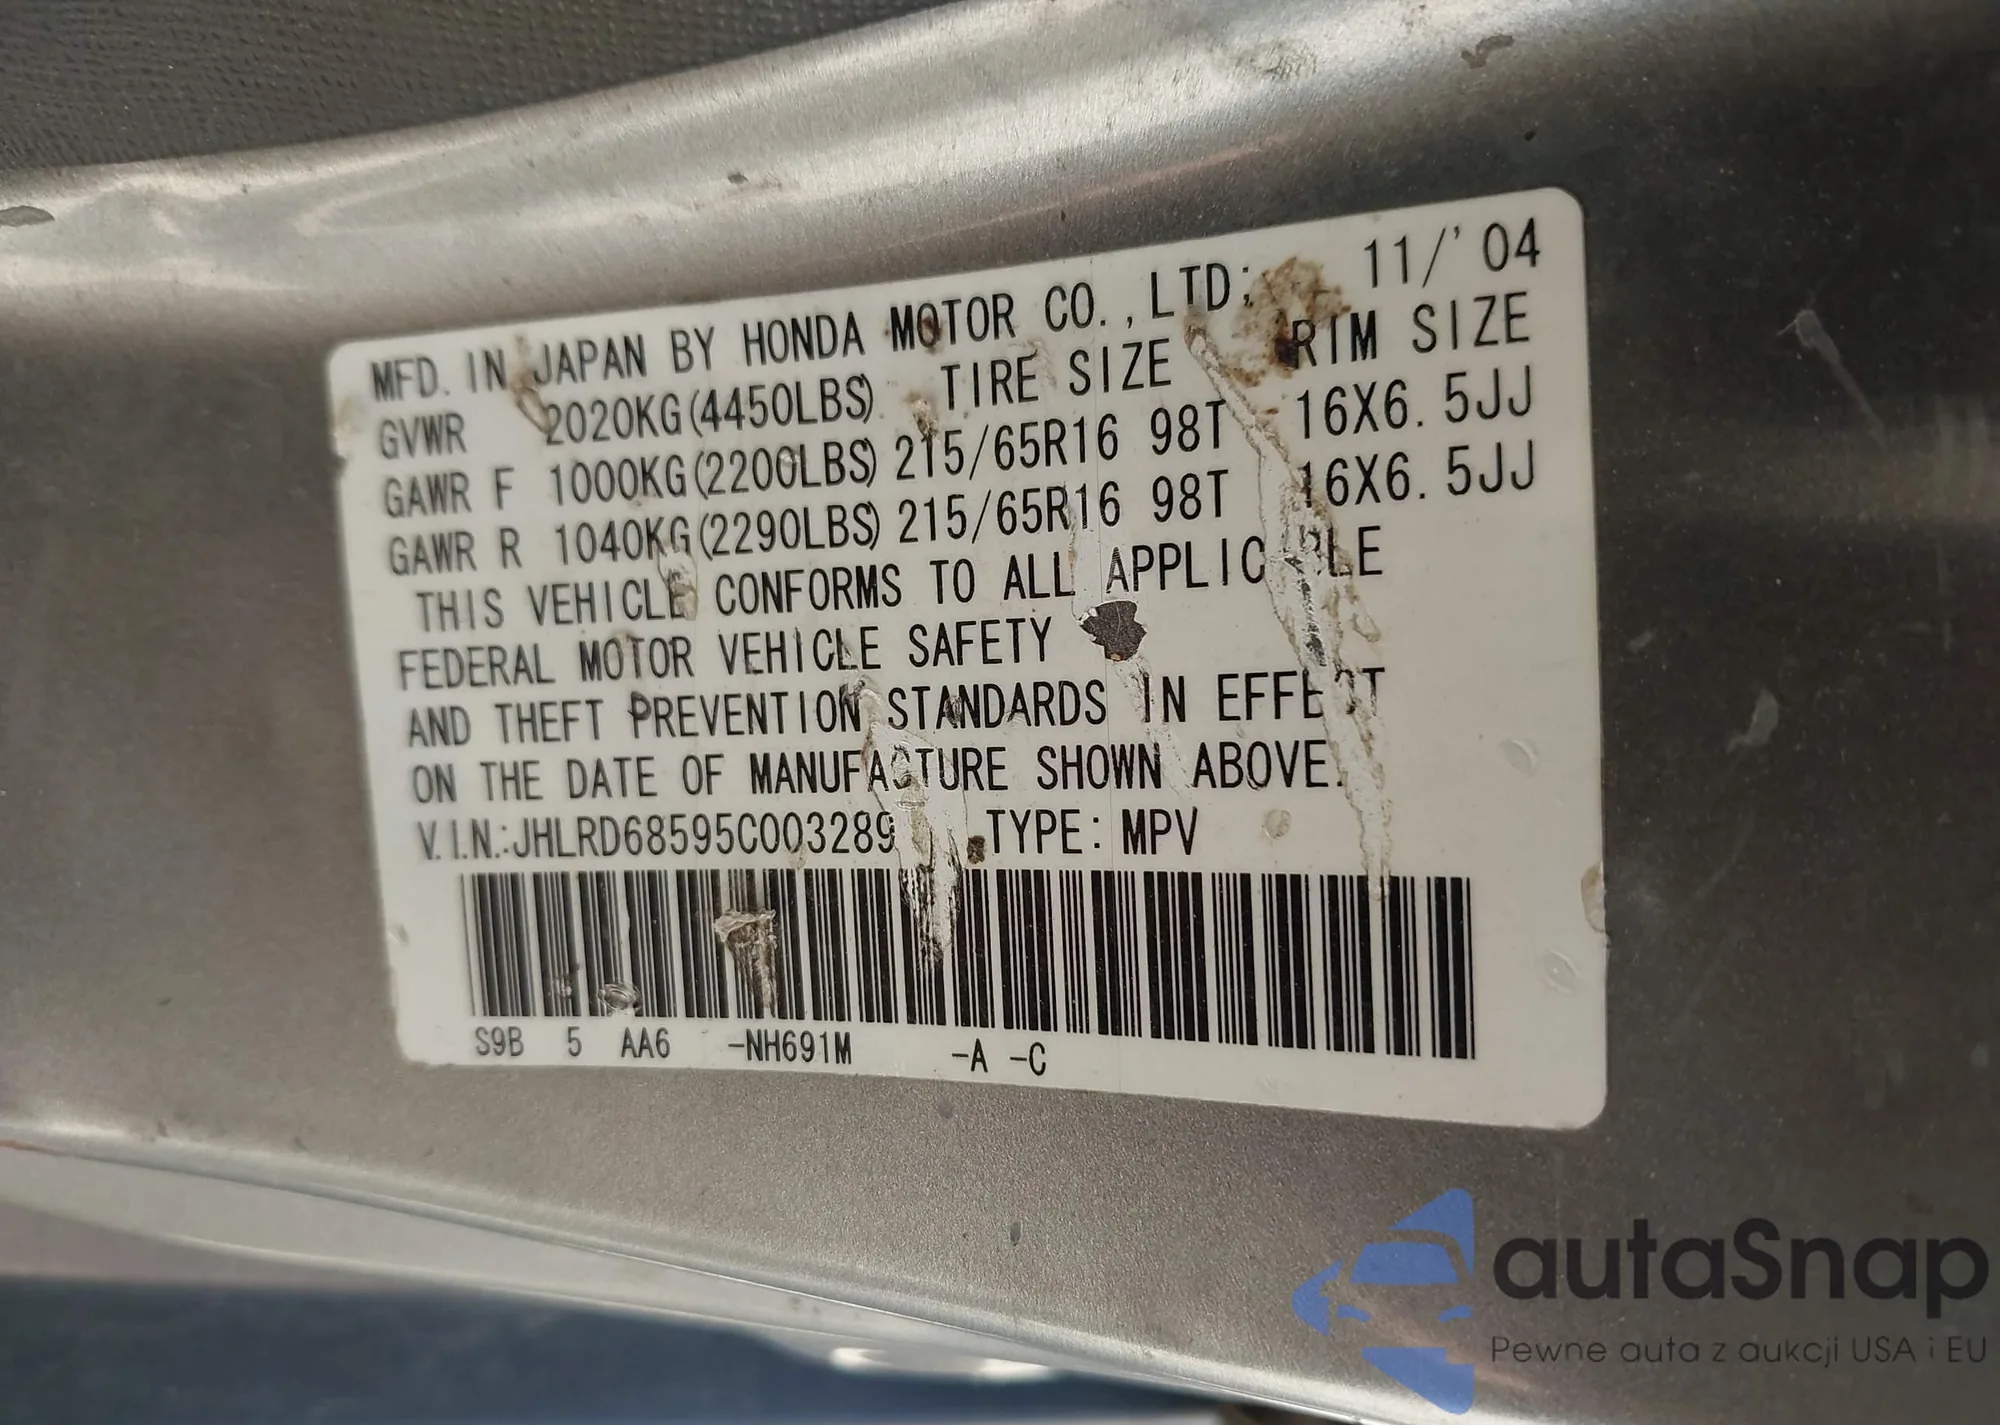 MFD. IN JAPAN BY HONDA MOTOR CO.,LTD; 11/'04
GVWR 2020KG(4450LBS) TIRE SIZE RIM SIZE
GAWR F 1000KG(2200LBS) 215/65R16 98T 16X6.5JJ
GAWR R 1040KG(2290LBS) 215/65R16 98T 16X6.5JJ
THIS VEHICLE CONFORMS TO ALL APPLICABLE
FEDERAL MOTOR VEHICLE SAFETY
AND THEFT PREVENTION STANDARDS IN EFFECT
ON THE DATE OF MANUFACTURE SHOWN ABOVE.
V.I.N.:JHLRD68595C003289 TYPE: MPV
S9B 5 AA6 -NH691M -A -C
autaSnap
Pewne auta z aukcji USA i EU